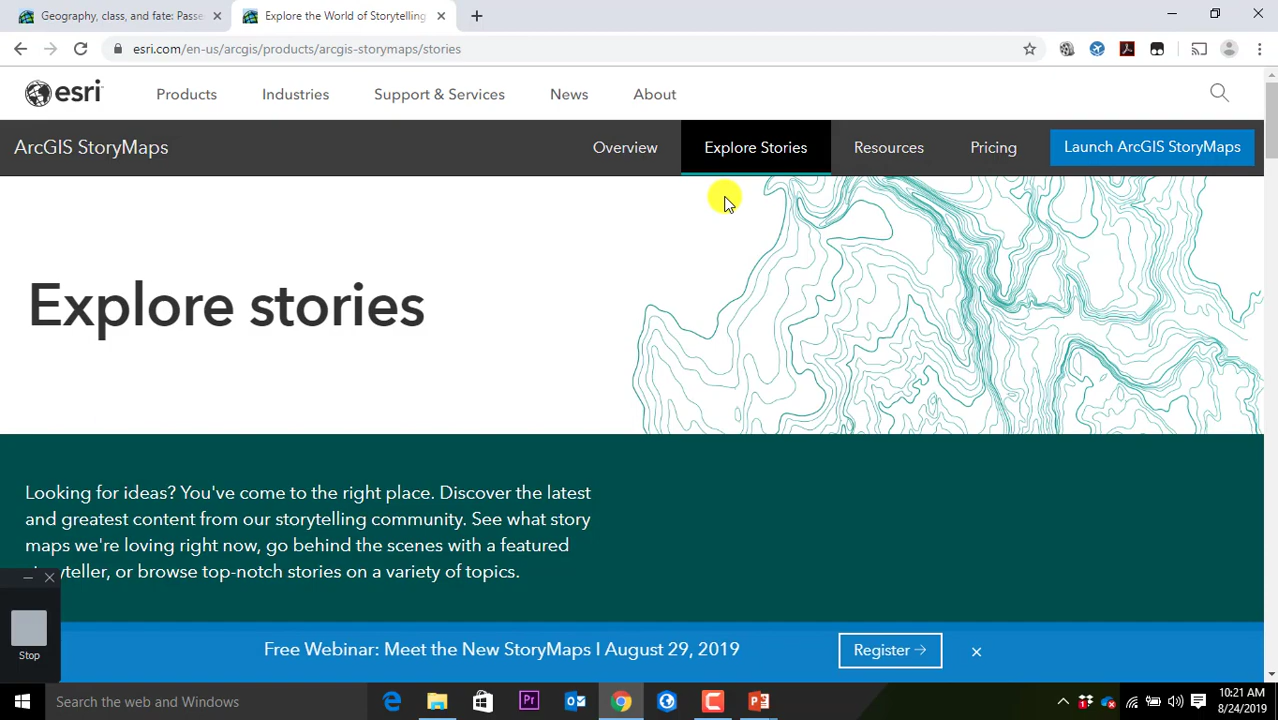 Geography, class, and fate: Passe
Explore the World of Storytelling
esri.com/en-us/arcgis/products/arcgis-storymaps/stories
esri Products Industries Support & Services News About
ArcGIS StoryMaps Overview Explore Stories Resources Pricing Launch ArcGIS StoryMaps
Explore stories
Looking for ideas? You've come to the right place. Discover the latest
and greatest content from our storytelling community. See what story
maps we're loving right now, go behind the scenes with a featured
yteller, or browse top-notch stories on a variety of topics.
Stop
Free Webinar: Meet the New StoryMaps I August 29, 2019 Register
Search the web and Windows
10:21 AM
8/24/2019